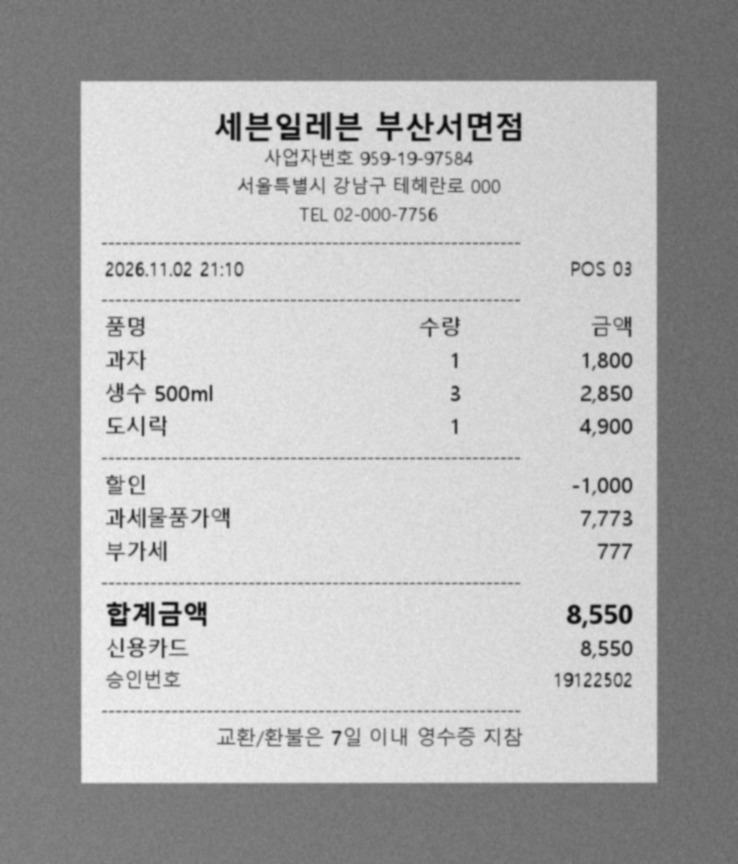 세븐일레븐 부산서면점
사업자번호 959-19-97584
서울특별시 강남구 테헤란로 000
TEL 02-000-7756
2026.11.02 21:10 POS 03
품명 수량 금액
과자 1 1,800
생수 500ml 3 2,850
도시락 1 4,900
할인 -1,000
과세물품가액 7,773
부가세 777
합계금액 8,550
신용카드 8,550
승인번호 19122502
교환/환불은 7일 이내 영수증 지참